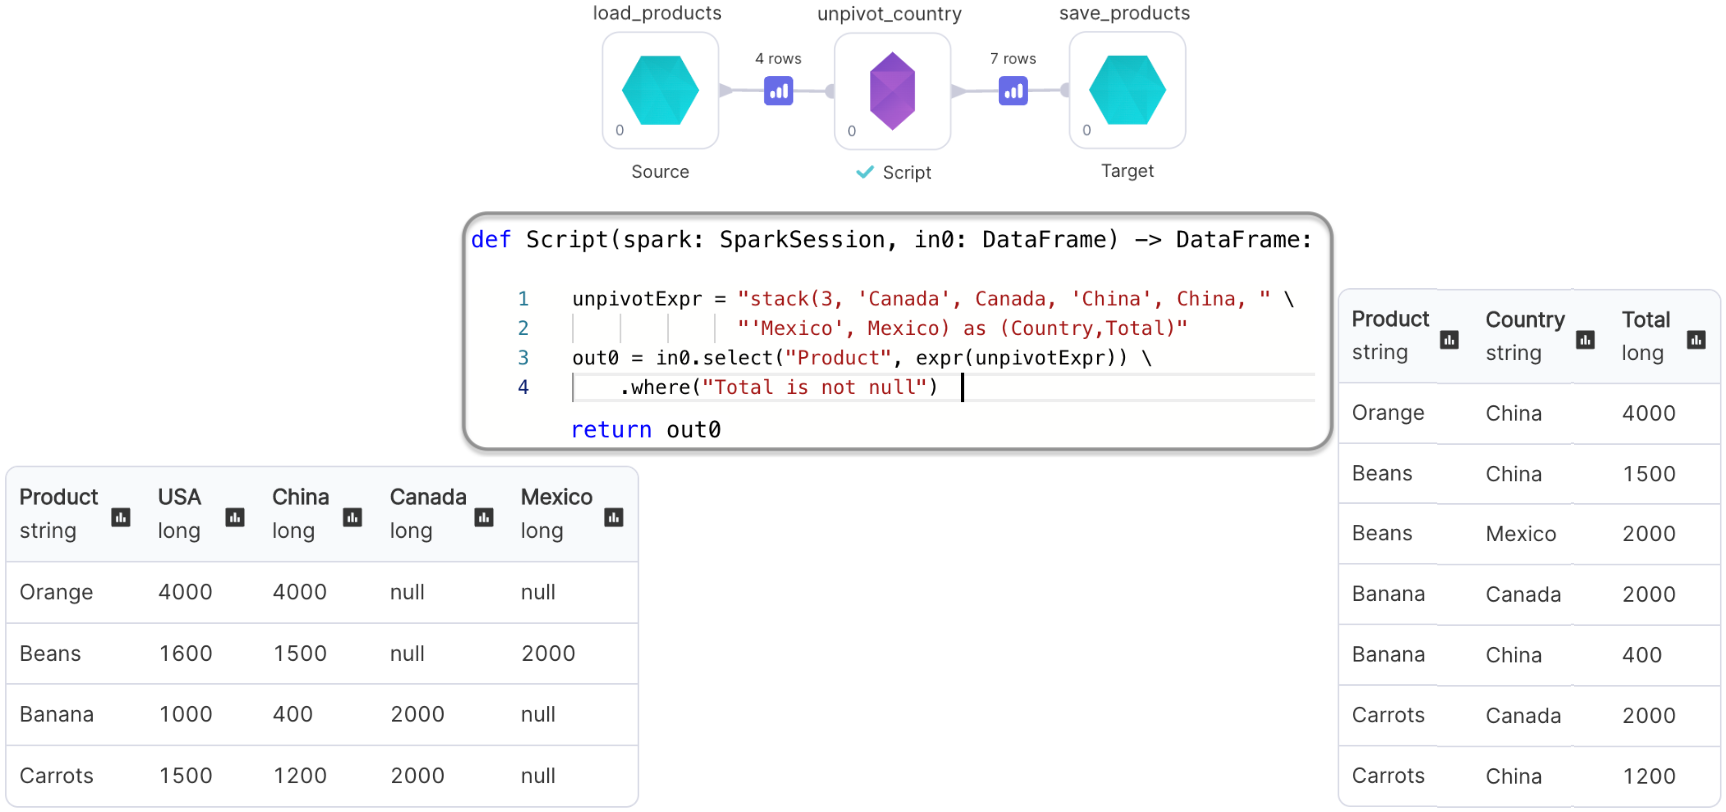 load_products unpivot_country save_products
4 rows 7 rows
0 0 0
Source Script Target
def Script(spark: SparkSession, in0: DataFrame) –> DataFrame:
1 unpivotExpr = "stack(3, 'Canada', Canada, 'China', China, " \
2 "'Mexico', Mexico) as (Country,Total)"
3 out0 = in0.select("Product", expr(unpivotExpr)) \
4 .where("Total is not null")
return out0
Product USA China Canada Mexico
string long long long long
Orange 4000 4000 null null
Beans 1600 1500 null 2000
Banana 1000 400 2000 null
Carrots 1500 1200 2000 null
Product Country Total
string string long
Orange China 4000
Beans China 1500
Beans Mexico 2000
Banana Canada 2000
Banana China 400
Carrots Canada 2000
Carrots China 1200